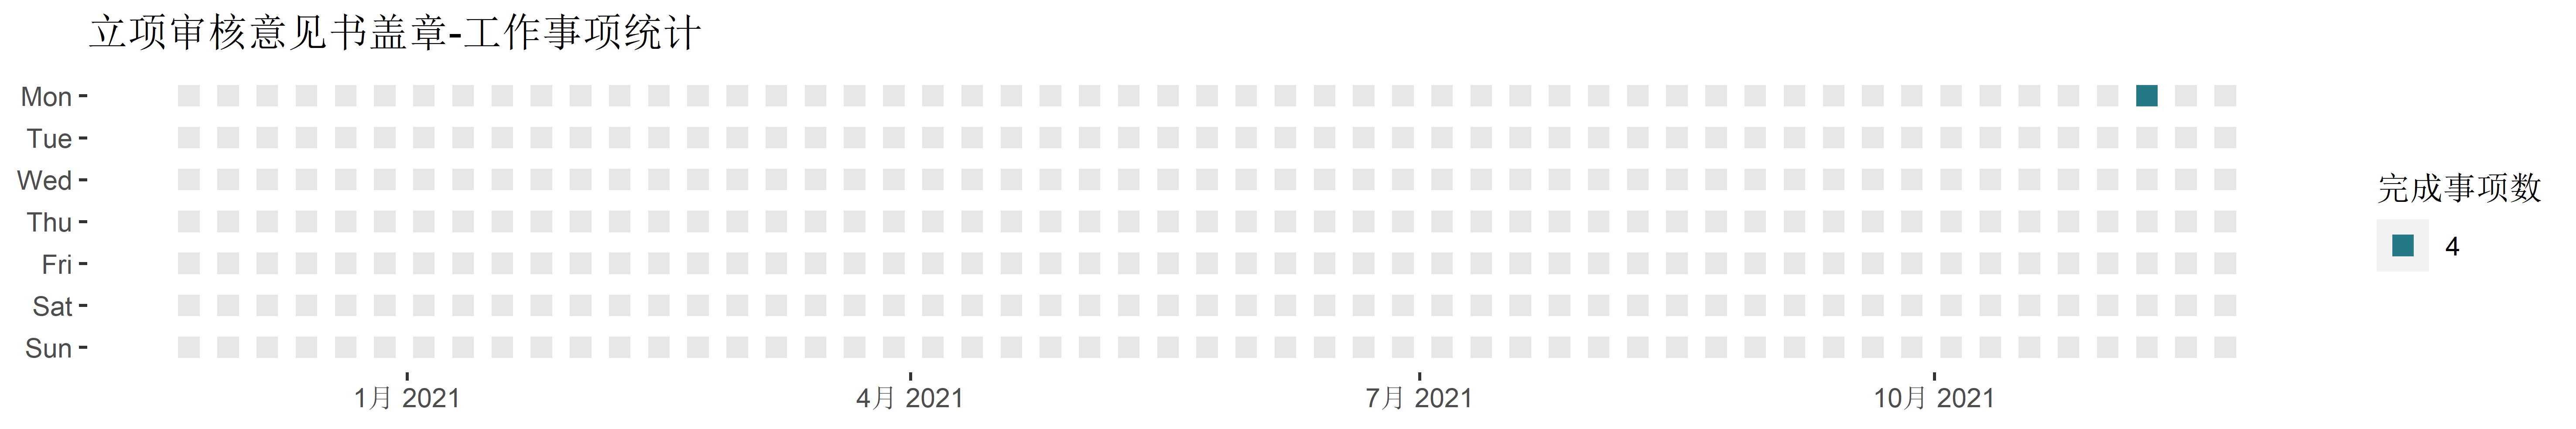 立项审核意见书盖章-工作事项统计
Mon
Tue
Wed
Thu
Fri
Sat
Sun
1月 2021
4月 2021
7月 2021
10月 2021
完成事项数
4